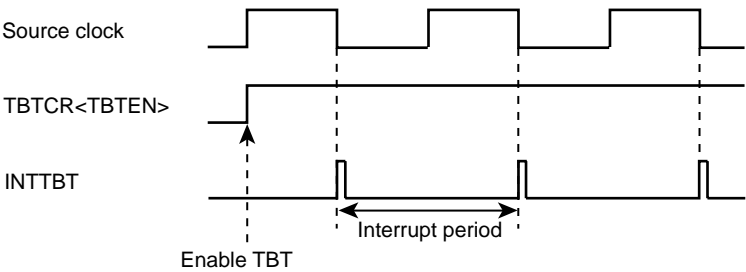 Source clock
TBTCR<TBTEN>
INTTBT
Interrupt period
Enable TBT